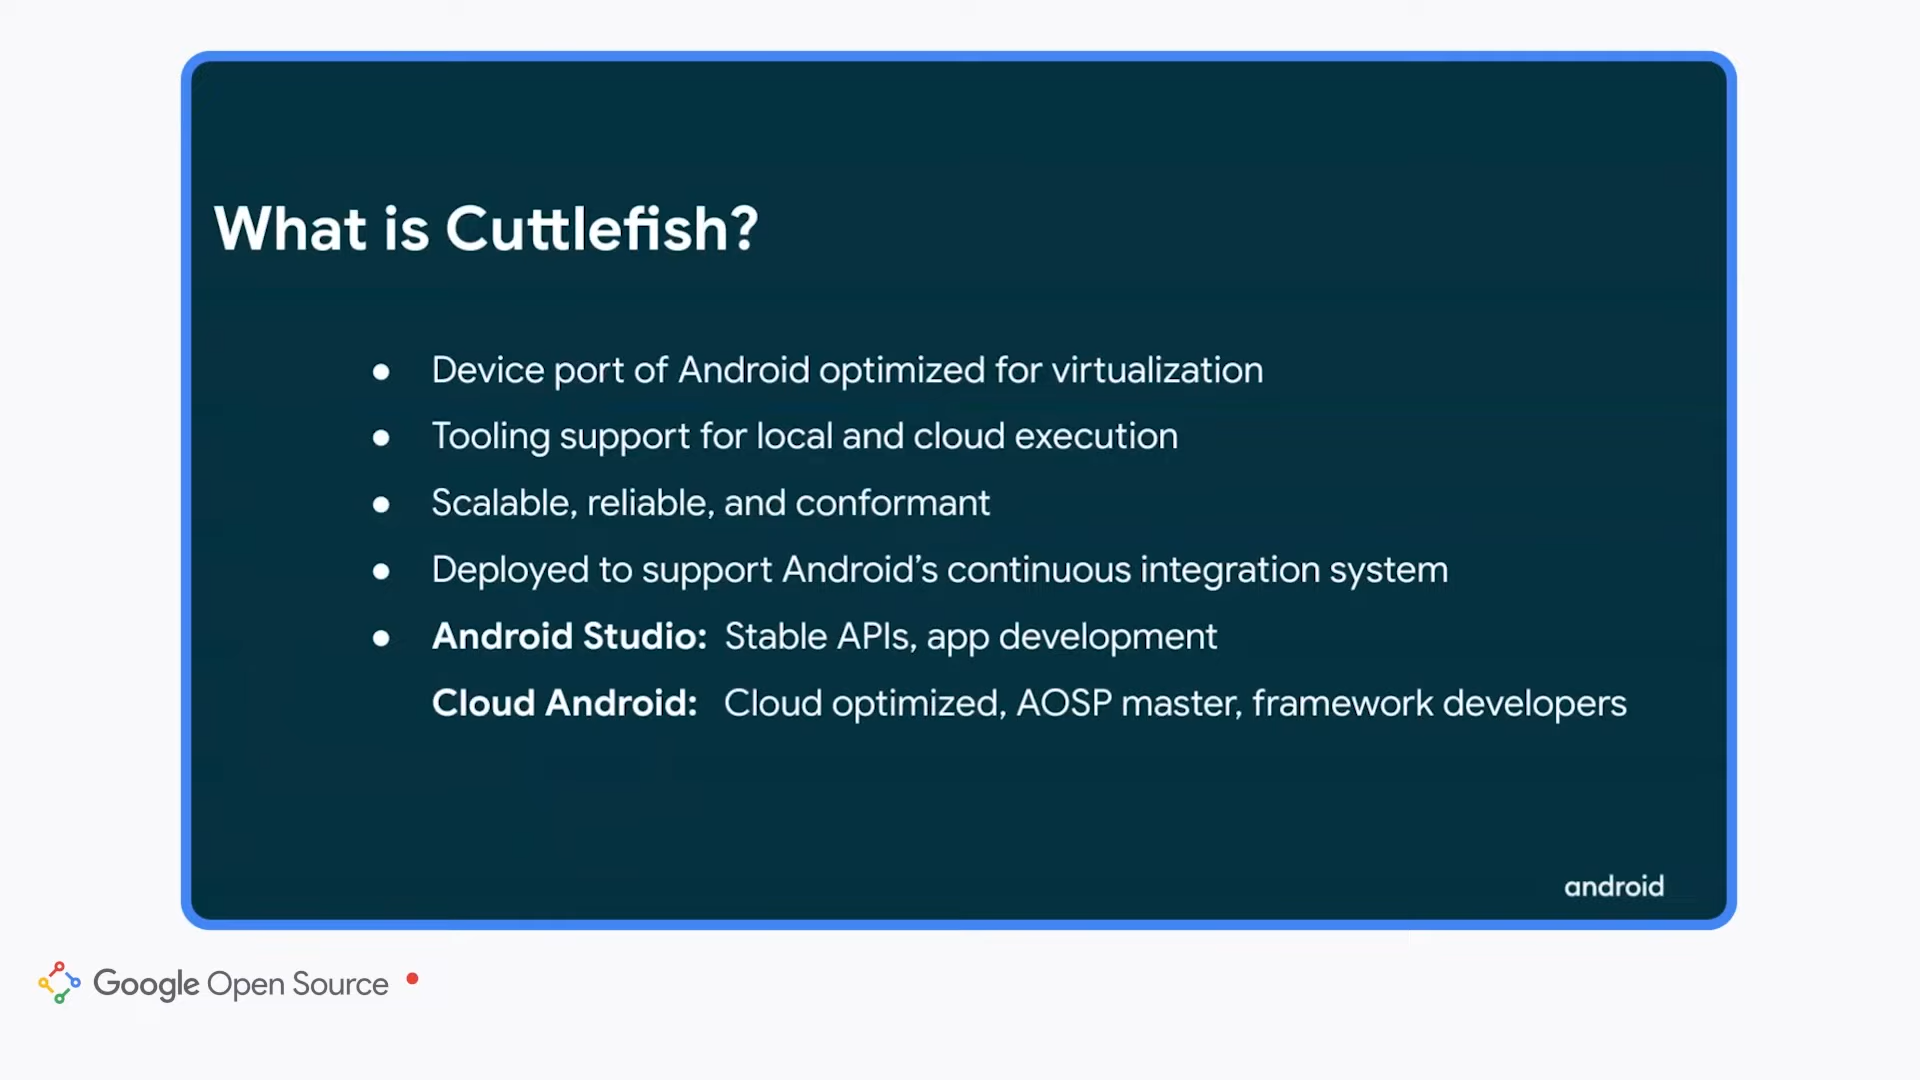 What is Cuttlefish?
● Device port of Android optimized for virtualization
● Tooling support for local and cloud execution
● Scalable, reliable, and conformant
● Deployed to support Android’s continuous integration system
● Android Studio: Stable APIs, app development
Cloud Android: Cloud optimized, AOSP master, framework developers
android
Google Open Source